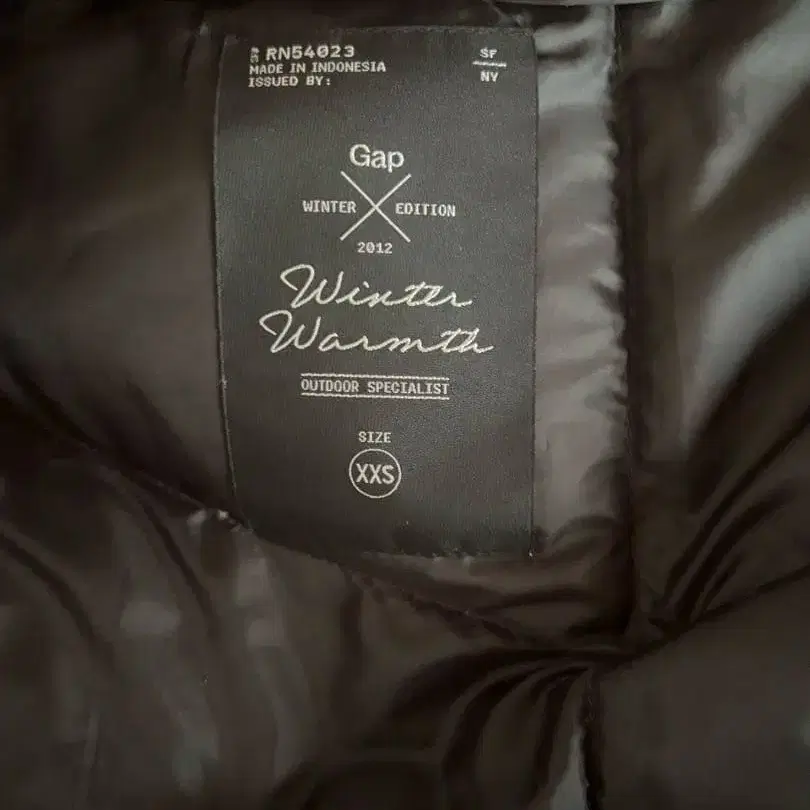 RN54023
MADE IN INDONESIA
ISSUED BY:
SF
NY
Gap
WINTER EDITION
2012
Winter
Warmth
OUTDOOR SPECIALIST
SIZE
XXS